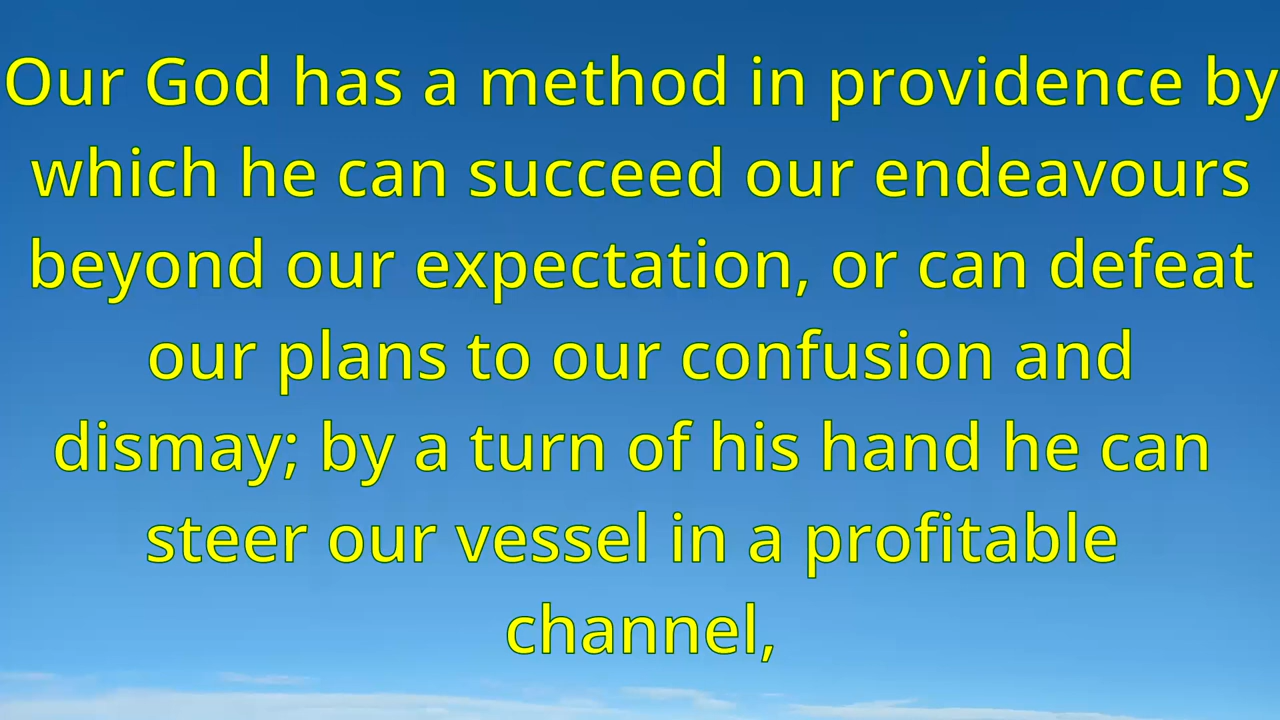 Our God has a method in providence by
which he can succeed our endeavours
beyond our expectation, or can defeat
our plans to our confusion and
dismay; by a turn of his hand he can
steer our vessel in a profitable
channel,